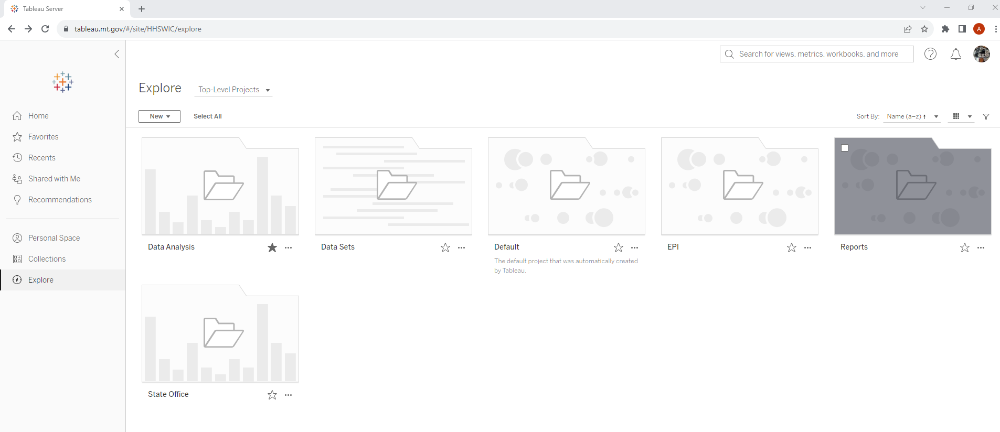 Tableau Server
tableau.mt.gov/#/site/HHSWIC/explore
A
Search for views, metrics, workbooks, and more
Explore
Top-Level Projects
New
Select All
Sort By:
Name (a–z)
Home
Favorites
Recents
Shared with Me
Recommendations
Personal Space
Collections
Explore
Data Analysis
Data Sets
Default
The default project that was automatically created
by Tableau.
EPI
Reports
State Office